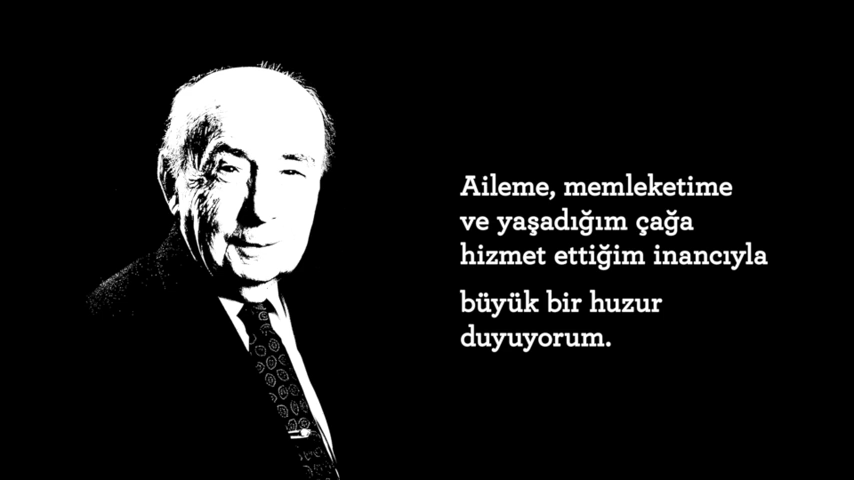 Aileme, memleketime
ve yaşadığım çağa
hizmet ettiğim inancıyla
büyük bir huzur
duyuyorum.